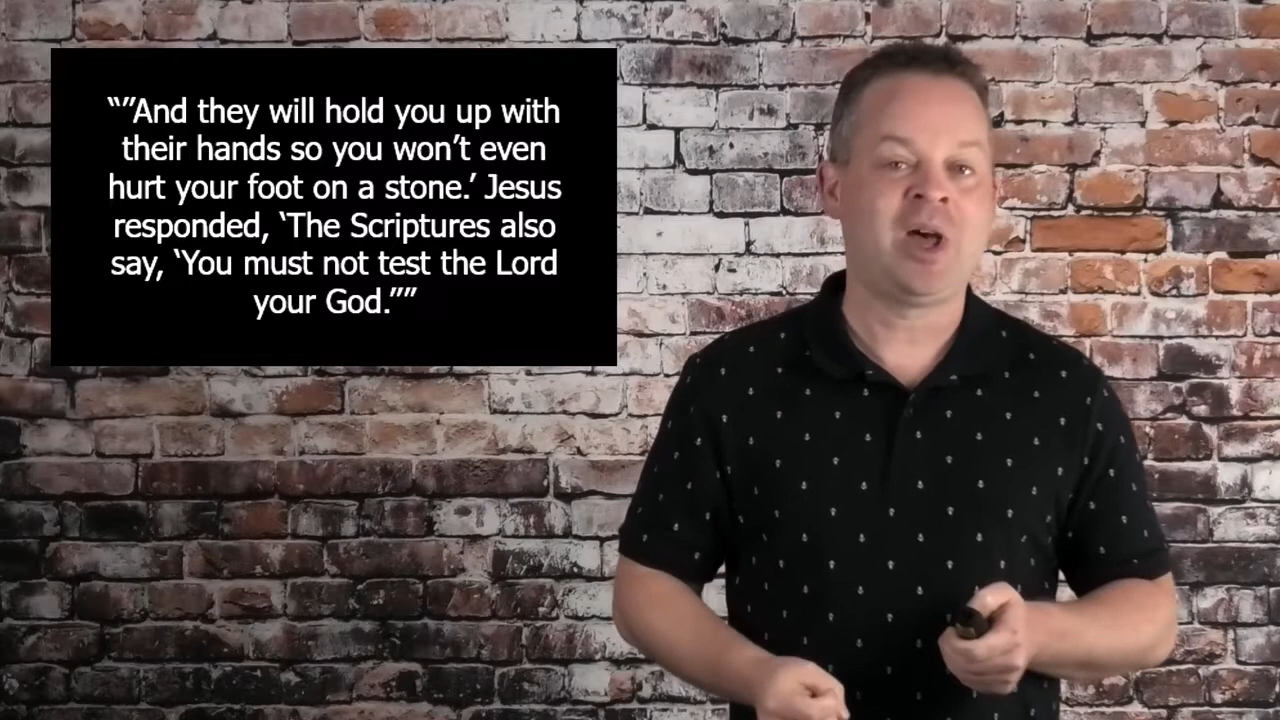 “”And they will hold you up with
their hands so you won’t even
hurt your foot on a stone.’ Jesus
responded, ‘The Scriptures also
say, ‘You must not test the Lord
your God.””